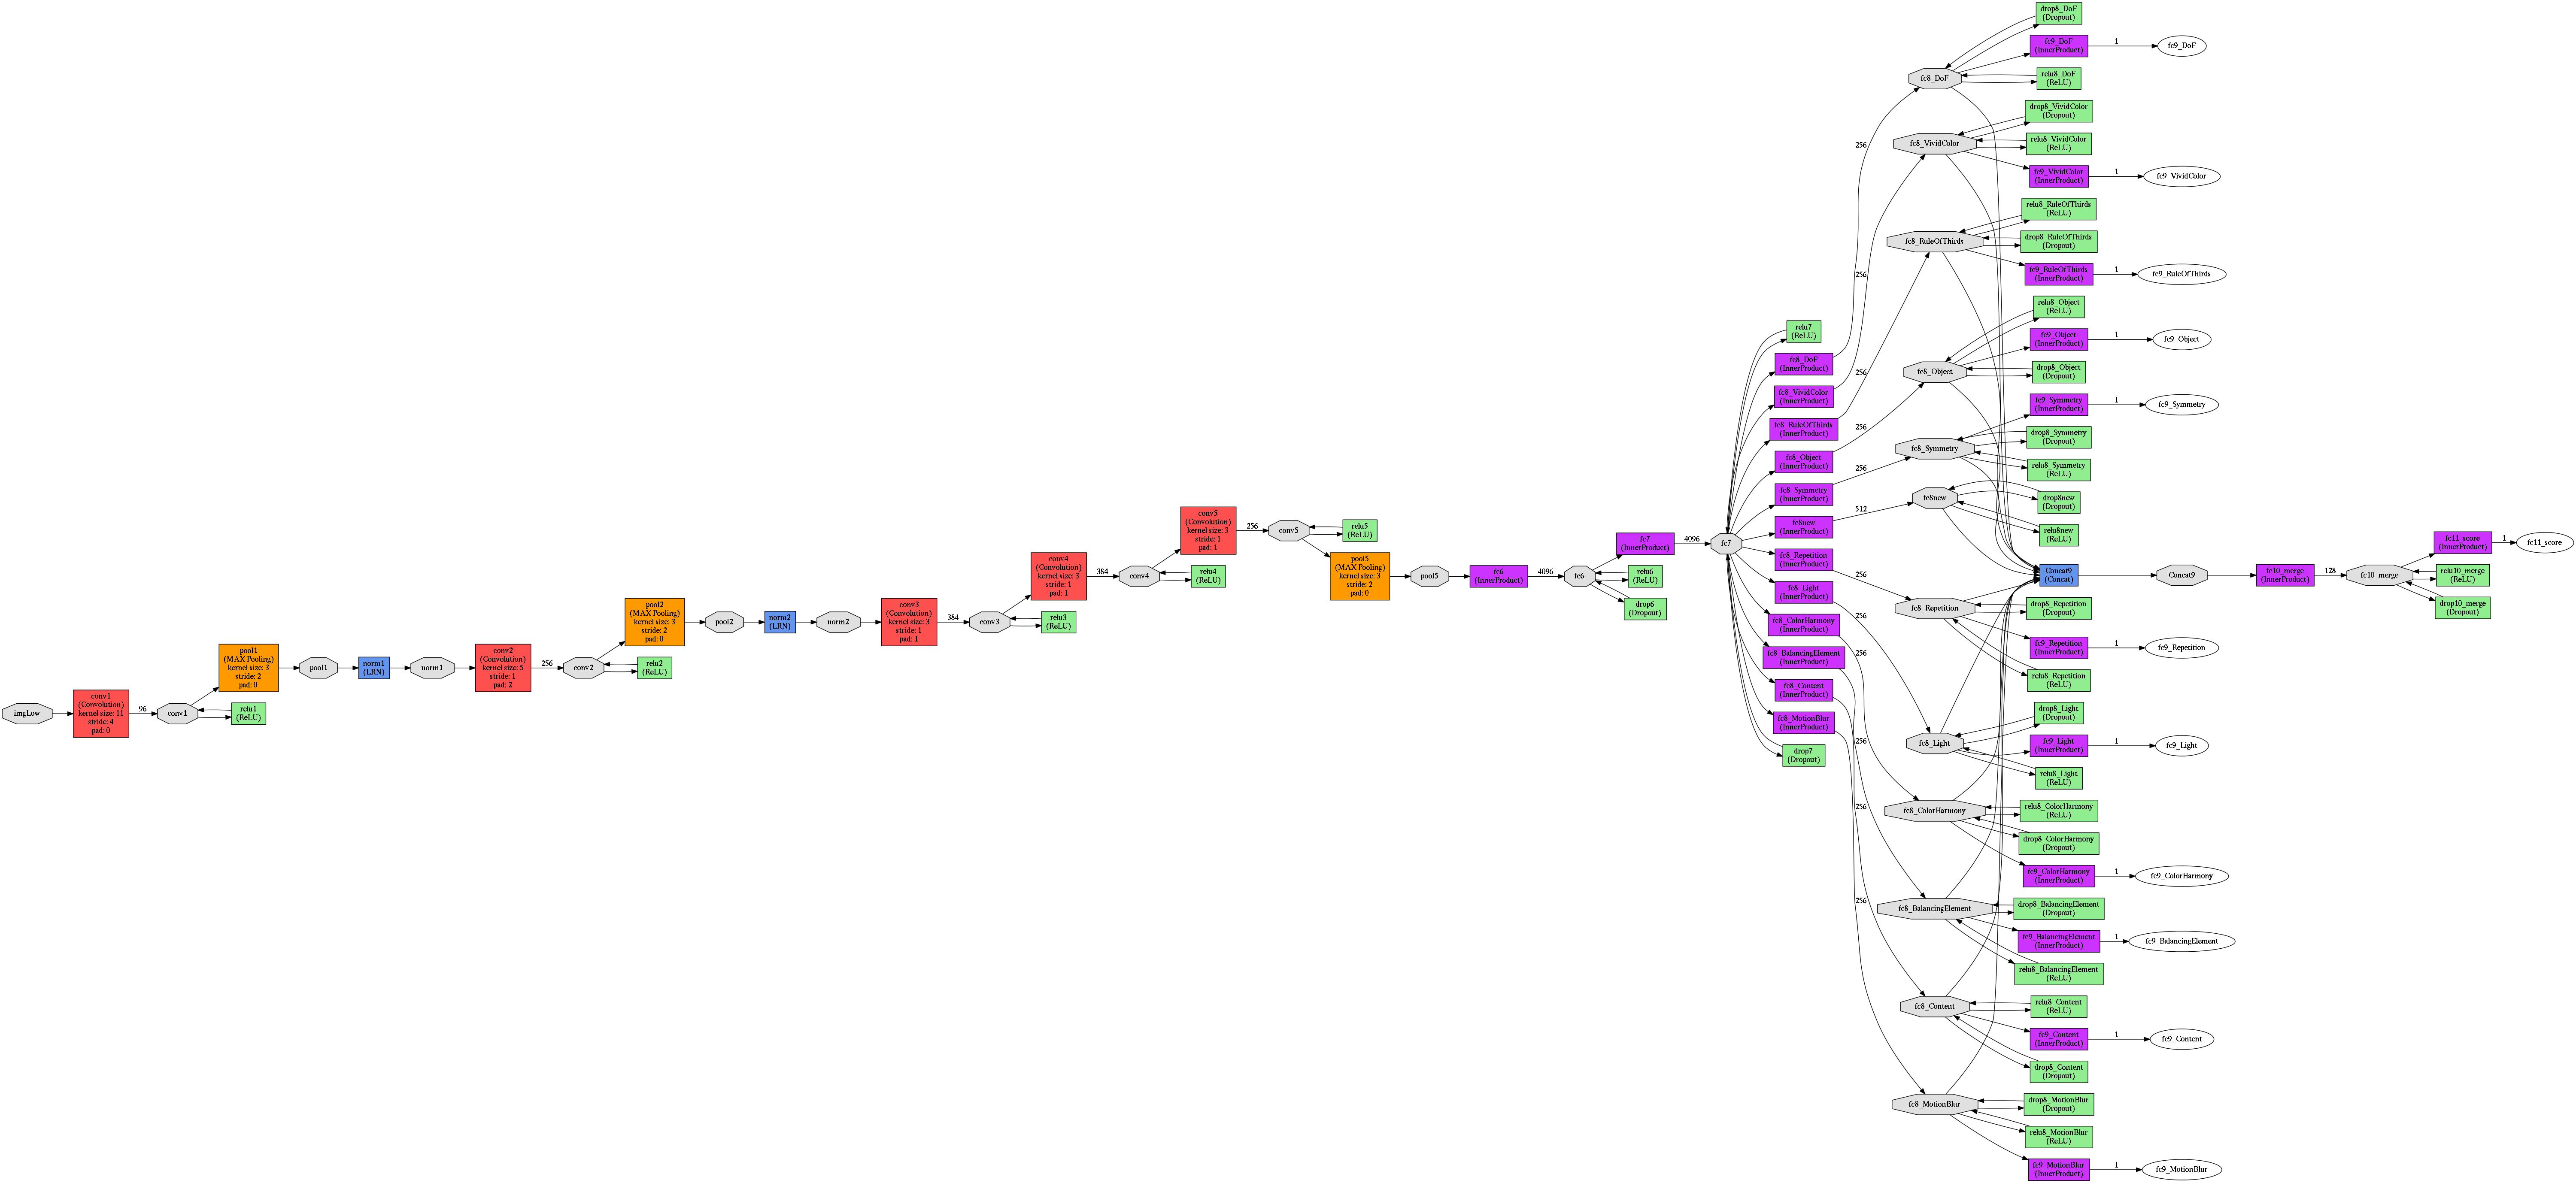 imgLow
conv1
(Convolution)
kernel size: 11
stride: 4
pad: 0
96
conv1
relu1
(ReLU)
pool1
(MAX Pooling)
kernel size: 3
stride: 2
pad: 0
pool1
norm1
(LRN)
norm1
conv2
(Convolution)
kernel size: 5
stride: 1
pad: 2
256
conv2
relu2
(ReLU)
pool2
(MAX Pooling)
kernel size: 3
stride: 2
pad: 0
pool2
norm2
(LRN)
norm2
conv3
(Convolution)
kernel size: 3
stride: 1
pad: 1
384
conv3
relu3
(ReLU)
conv4
(Convolution)
kernel size: 3
stride: 1
pad: 1
384
conv4
relu4
(ReLU)
conv5
(Convolution)
kernel size: 3
stride: 1
pad: 1
256
conv5
relu5
(ReLU)
pool5
(MAX Pooling)
kernel size: 3
stride: 2
pad: 0
pool5
fc6
(InnerProduct)
4096
fc6
fc7
(InnerProduct)
relu6
(ReLU)
drop6
(Dropout)
4096
fc7
relu7
(ReLU)
fc8_DoF
(InnerProduct)
fc8_VividColor
(InnerProduct)
fc8_RuleOfThirds
(InnerProduct)
fc8_Object
(InnerProduct)
fc8_Symmetry
(InnerProduct)
fc8new
(InnerProduct)
fc8_Repetition
(InnerProduct)
fc8_Light
(InnerProduct)
fc8_ColorHarmony
(InnerProduct)
fc8_BalancingElement
(InnerProduct)
fc8_Content
(InnerProduct)
fc8_MotionBlur
(InnerProduct)
drop7
(Dropout)
256
256
256
256
256
512
256
256
256
256
256
256
fc8_DoF
drop8_DoF
(Dropout)
fc9_DoF
(InnerProduct)
1
fc9_DoF
relu8_DoF
(ReLU)
fc8_VividColor
drop8_VividColor
(Dropout)
relu8_VividColor
(ReLU)
fc9_VividColor
(InnerProduct)
1
fc9_VividColor
fc8_RuleOfThirds
relu8_RuleOfThirds
(ReLU)
drop8_RuleOfThirds
(Dropout)
fc9_RuleOfThirds
(InnerProduct)
1
fc9_RuleOfThirds
fc8_Object
relu8_Object
(ReLU)
fc9_Object
(InnerProduct)
1
fc9_Object
drop8_Object
(Dropout)
fc8_Symmetry
fc9_Symmetry
(InnerProduct)
1
fc9_Symmetry
drop8_Symmetry
(Dropout)
relu8_Symmetry
(ReLU)
fc8new
drop8new
(Dropout)
relu8new
(ReLU)
Concat9
(Concat)
Concat9
fc10_merge
(InnerProduct)
128
fc10_merge
fc11_score
(InnerProduct)
1
fc11_score
relu10_merge
(ReLU)
drop10_merge
(Dropout)
fc8_Repetition
drop8_Repetition
(Dropout)
fc9_Repetition
(InnerProduct)
1
fc9_Repetition
relu8_Repetition
(ReLU)
fc8_Light
drop8_Light
(Dropout)
fc9_Light
(InnerProduct)
1
fc9_Light
relu8_Light
(ReLU)
fc8_ColorHarmony
relu8_ColorHarmony
(ReLU)
drop8_ColorHarmony
(Dropout)
fc9_ColorHarmony
(InnerProduct)
1
fc9_ColorHarmony
fc8_BalancingElement
drop8_BalancingElement
(Dropout)
fc9_BalancingElement
(InnerProduct)
1
fc9_BalancingElement
relu8_BalancingElement
(ReLU)
fc8_Content
relu8_Content
(ReLU)
fc9_Content
(InnerProduct)
1
fc9_Content
drop8_Content
(Dropout)
fc8_MotionBlur
drop8_MotionBlur
(Dropout)
relu8_MotionBlur
(ReLU)
fc9_MotionBlur
(InnerProduct)
1
fc9_MotionBlur